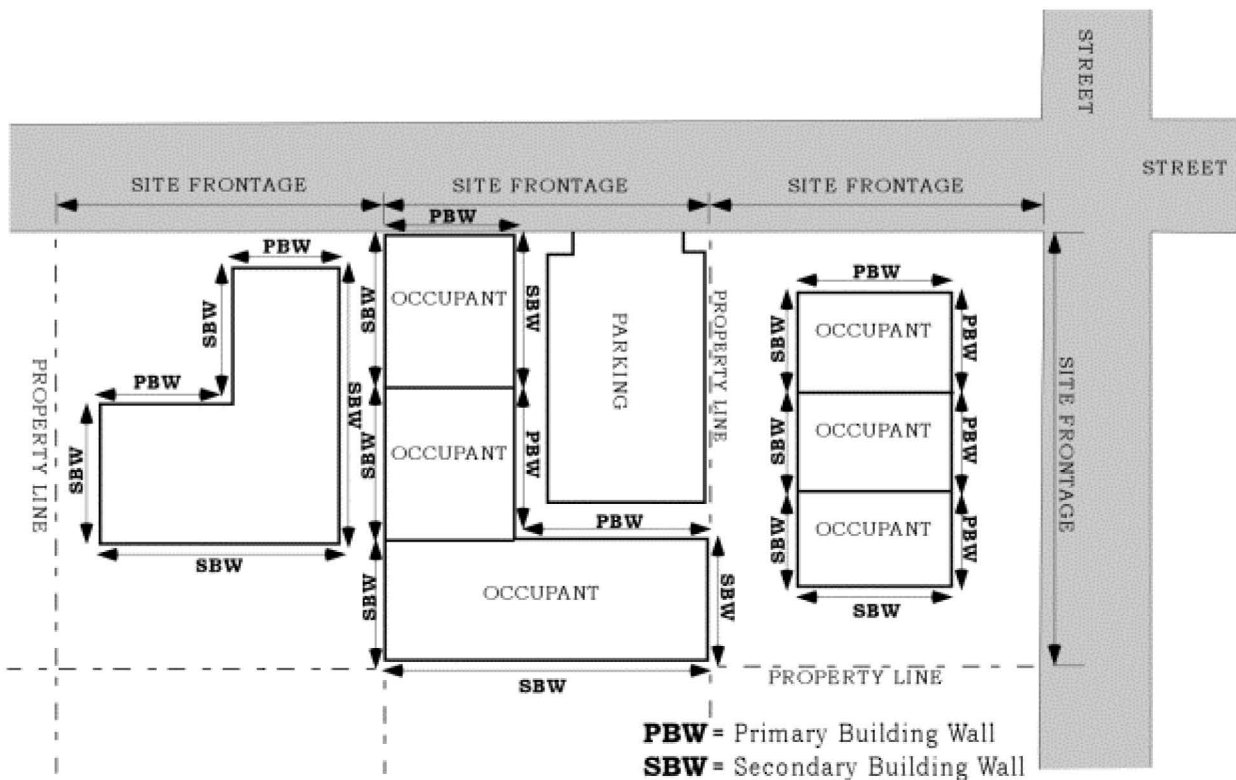 STREET
STREET
SITE FRONTAGE
SITE FRONTAGE
SITE FRONTAGE
PBW
PBW
SBW
PBW
SBW
SBW
SBW
PROPERTY LINE
SBW
OCCUPANT
SBW
SBW
OCCUPANT
PBW
PARKING
PBW
SBW
OCCUPANT
SBW
SBW
PROPERTY LINE
PBW
SBW
OCCUPANT
PBW
SBW
OCCUPANT
PBW
SBW
OCCUPANT
PBW
SBW
SITE FRONTAGE
PROPERTY LINE
PBW = Primary Building Wall
SBW = Secondary Building Wall